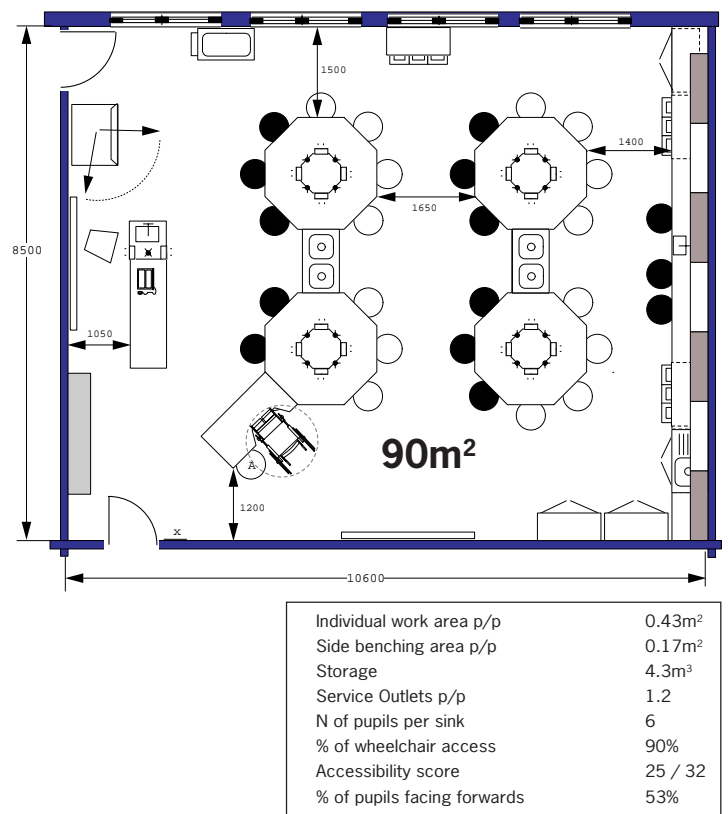 1500
1400
1650
8500
1050
A
90m²
1200
x
10600
Individual work area p/p 0.43m²
Side benching area p/p 0.17m²
Storage 4.3m³
Service Outlets p/p 1.2
N of pupils per sink 6
% of wheelchair access 90%
Accessibility score 25 / 32
% of pupils facing forwards 53%